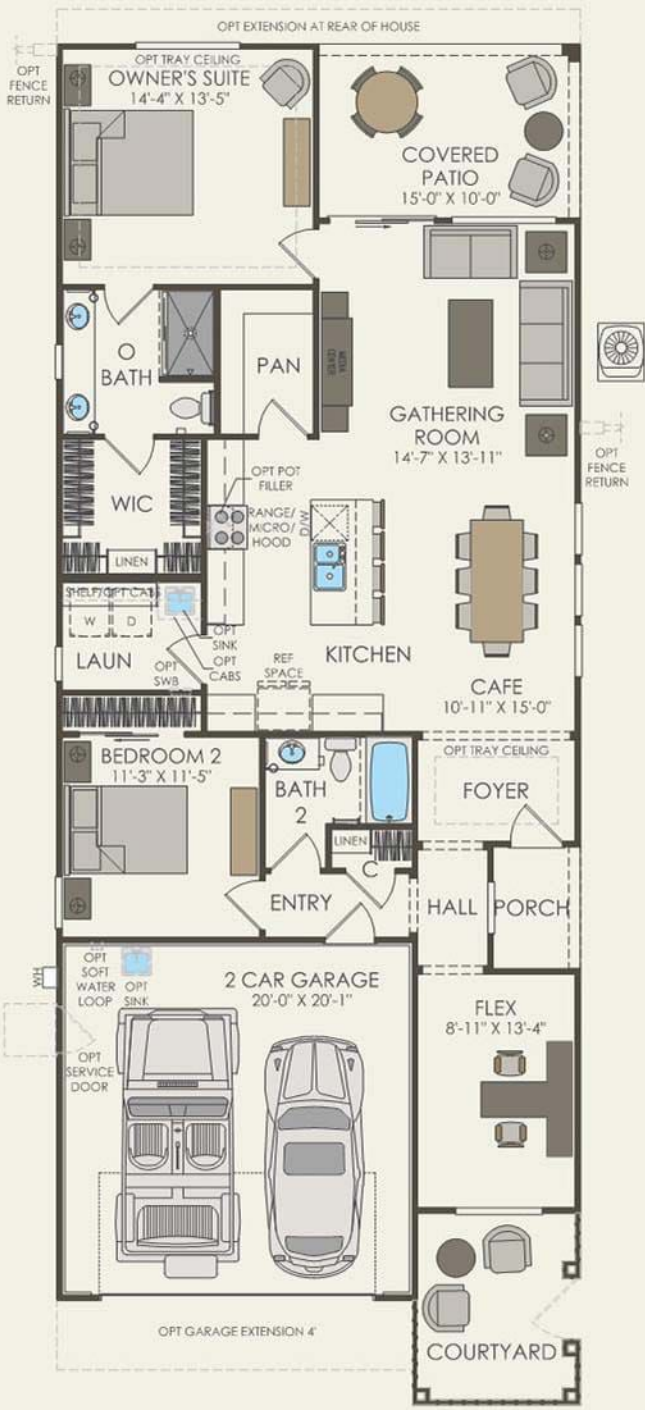 OPT EXTENSION AT REAR OF HOUSE
OPT
FENCE
RETURN
OPT TRAY CEILING
OWNER'S SUITE
14'-4" X 13'-5"
COVERED
PATIO
15'-0" X 10'-0"
O
BATH
PAN
MEDIA
CENTER
GATHERING
ROOM
14'-7" X 13'-11"
OPT
FENCE
RETURN
WIC
LINEN
OPT POT
FILLER
RANGE/
MICRO/
HOOD
D/W
SHELF/OPT CABS
W
D
LAUN
OPT
SINK
OPT
CABS
OPT
SWB
REF
SPACE
KITCHEN
CAFE
10'-11" X 15'-0"
BEDROOM 2
11'-3" X 11'-5"
BATH
2
LINEN
C
OPT TRAY CEILING
FOYER
ENTRY
HALL
PORCH
WH
OPT
SOFT
WATER
LOOP
OPT
SINK
2 CAR GARAGE
20'-0" X 20'-1"
OPT
SERVICE
DOOR
FLEX
8'-11" X 13'-4"
OPT GARAGE EXTENSION 4'
COURTYARD